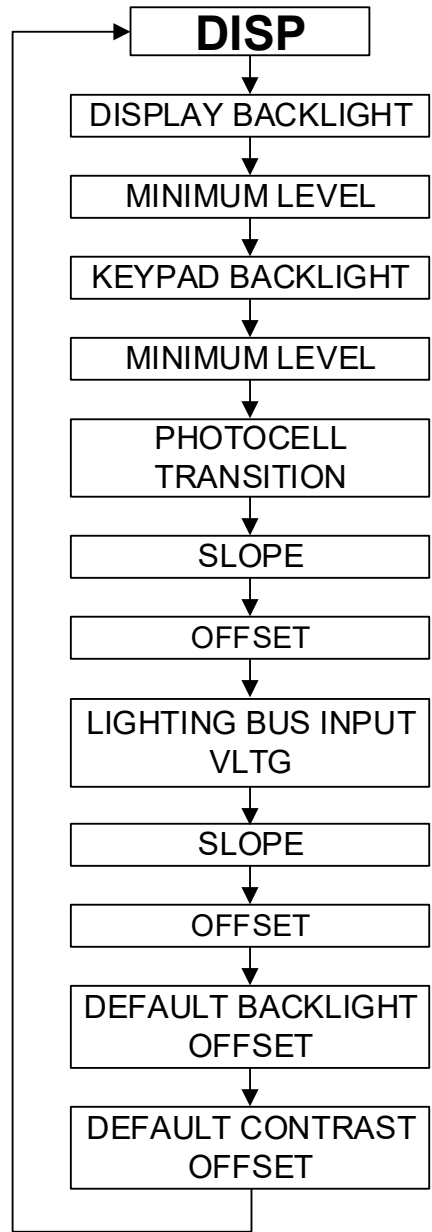 DISP
DISPLAY BACKLIGHT
MINIMUM LEVEL
KEYPAD BACKLIGHT
MINIMUM LEVEL
PHOTOCELL
TRANSITION
SLOPE
OFFSET
LIGHTING BUS INPUT
VLTG
SLOPE
OFFSET
DEFAULT BACKLIGHT
OFFSET
DEFAULT CONTRAST
OFFSET